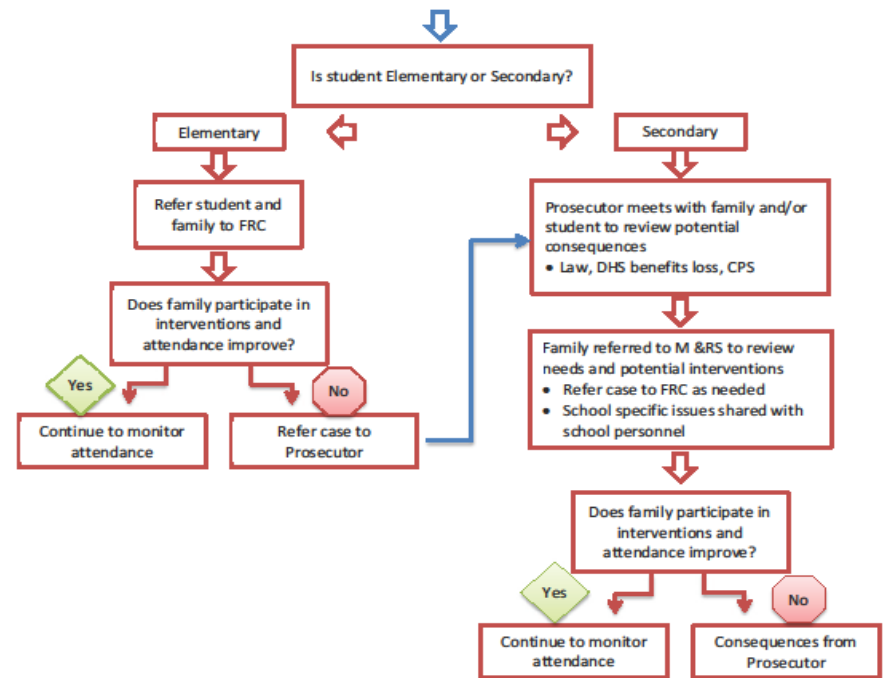 Is student Elementary or Secondary?
Elementary
Secondary
Refer student and
family to FRC
Prosecutor meets with family and/or
student to review potential
consequences
• Law, DHS benefits loss, CPS
Does family participate in
interventions and
attendance improve?
Family referred to M &RS to review
needs and potential interventions
• Refer case to FRC as needed
• School specific issues shared with
school personnel
Yes
No
Continue to monitor
attendance
Refer case to
Prosecutor
Does family participate in
interventions and
attendance improve?
Yes
No
Continue to monitor
attendance
Consequences from
Prosecutor